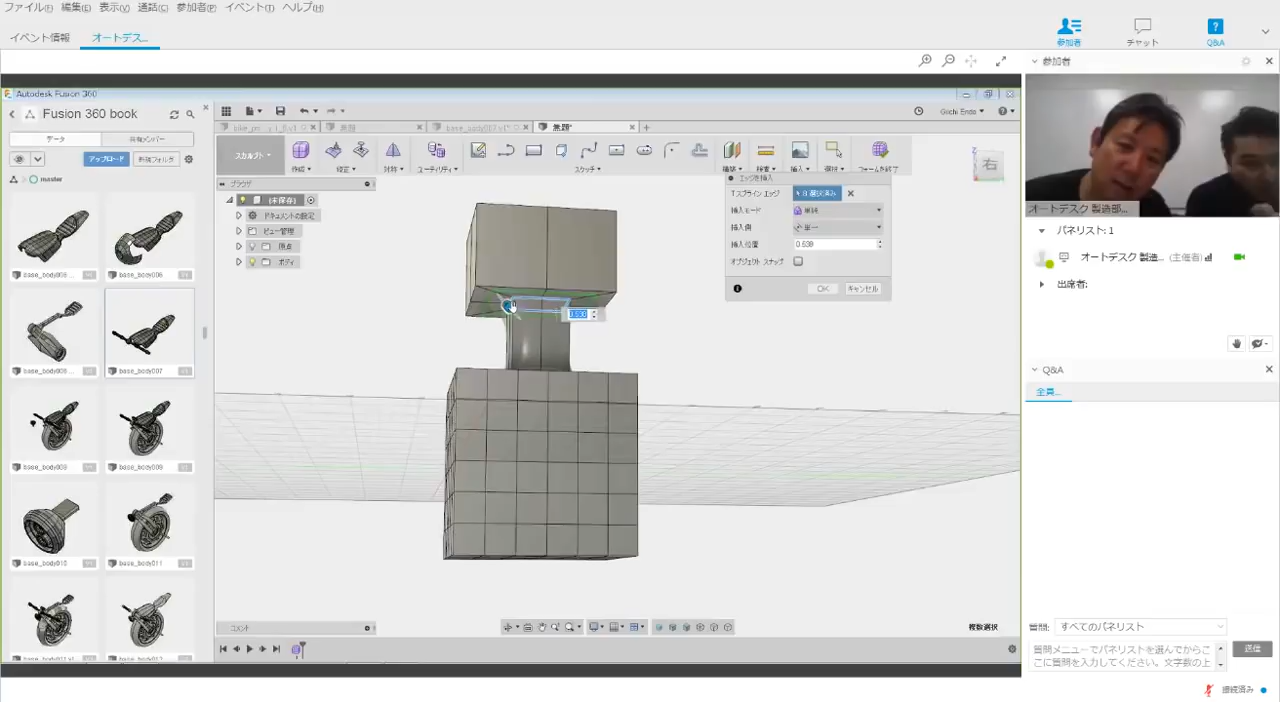 ファイル(F) 編集(E) 表示(V) 通話(C) 参加者(P) イベント(T) ヘルプ(H)
イベント情報 オートデス...
参加者 チャット Q&A
参加者
Autodesk Fusion 360
Fusion 360 book
データ 共有メンバー
アップロード 新規フォルダ
master
base_body006
base_body007
base_body009
base_body010 base_body011
無題 base_body007 v1* 無題*
Oichi Endo
スカルプト
作成 修正 対称 ユーティリティ スケッチ 構築 検査 挿入 選択 フォームを終了
ブラウザ
(未保存)
ドキュメントの設定
ビュー管理
原点
ボディ
コメント
右
エッジを挿入
Tスプライン エッジ 8 選択済み
挿入モード 単純
挿入側 単一
挿入位置 0.538
オブジェクト スナップ
OK キャンセル
複数選択
オートデスク 製造部...
パネリスト: 1
オートデスク 製造... (主催者)
出席者:
Q&A
全員...
質問: すべてのパネリスト
質問メニューでパネリストを選んでからこ
こに質問を入力してください。文字数の上
送信
接続済み